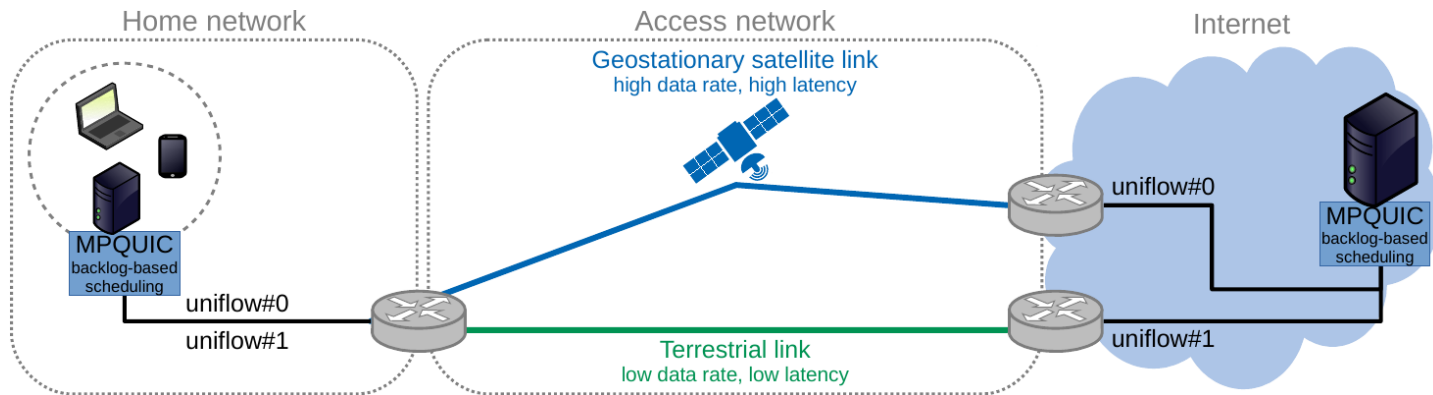 Home network
Access network
Internet
Geostationary satellite link
high data rate, high latency
MPQUIC
backlog-based
scheduling
uniflow#0
uniflow#1
Terrestrial link
low data rate, low latency
uniflow#0
uniflow#1
MPQUIC
backlog-based
scheduling